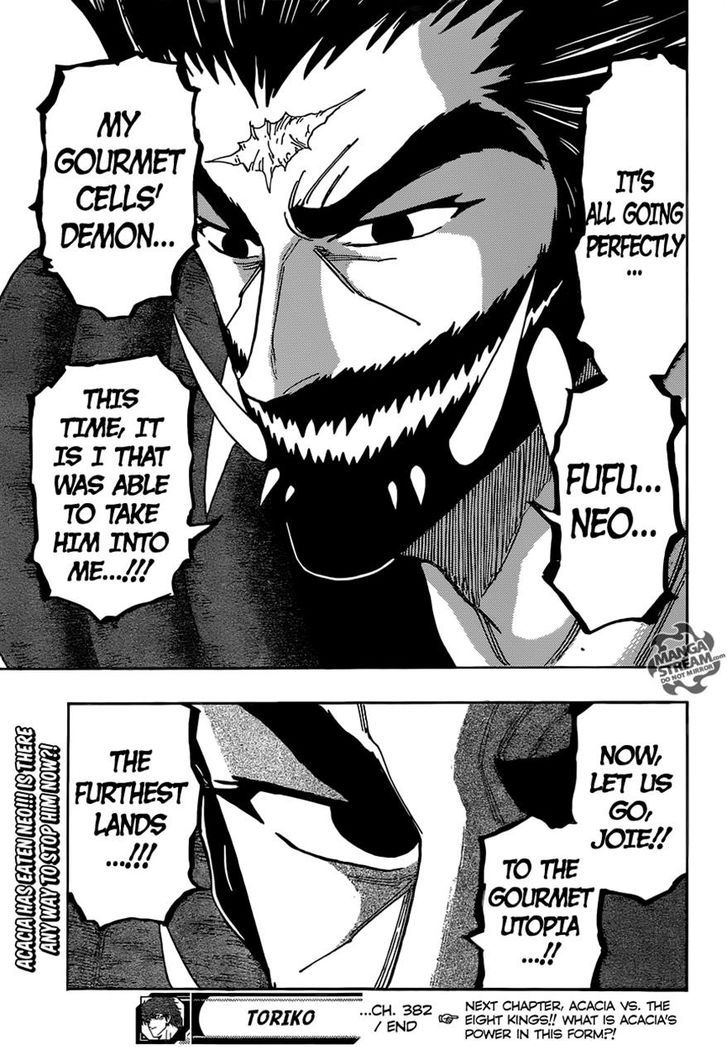 IT'S
ALL GOING
PERFECTLY
...
FUFU...
NEO...
MY
GOURMET
CELLS'
DEMON...
THIS
TIME, IT
IS I THAT
WAS ABLE
TO TAKE
HIM INTO
ME...!!!
MANGA
STREAM.com
DO NOT MIRROR
NOW,
LET US
GO,
JOIE!!
TO THE
GOURMET
UTOPIA
...!!
THE
FURTHEST
LANDS
...!!!
ACACIA HAS EATEN NEO!!! IS THERE
ANY WAY TO STOP HIM NOW?!
TORIKO
...CH. 382
/ END
☞ NEXT CHAPTER, ACACIA VS. THE
EIGHT KINGS!! WHAT IS ACACIA'S
POWER IN THIS FORM?!